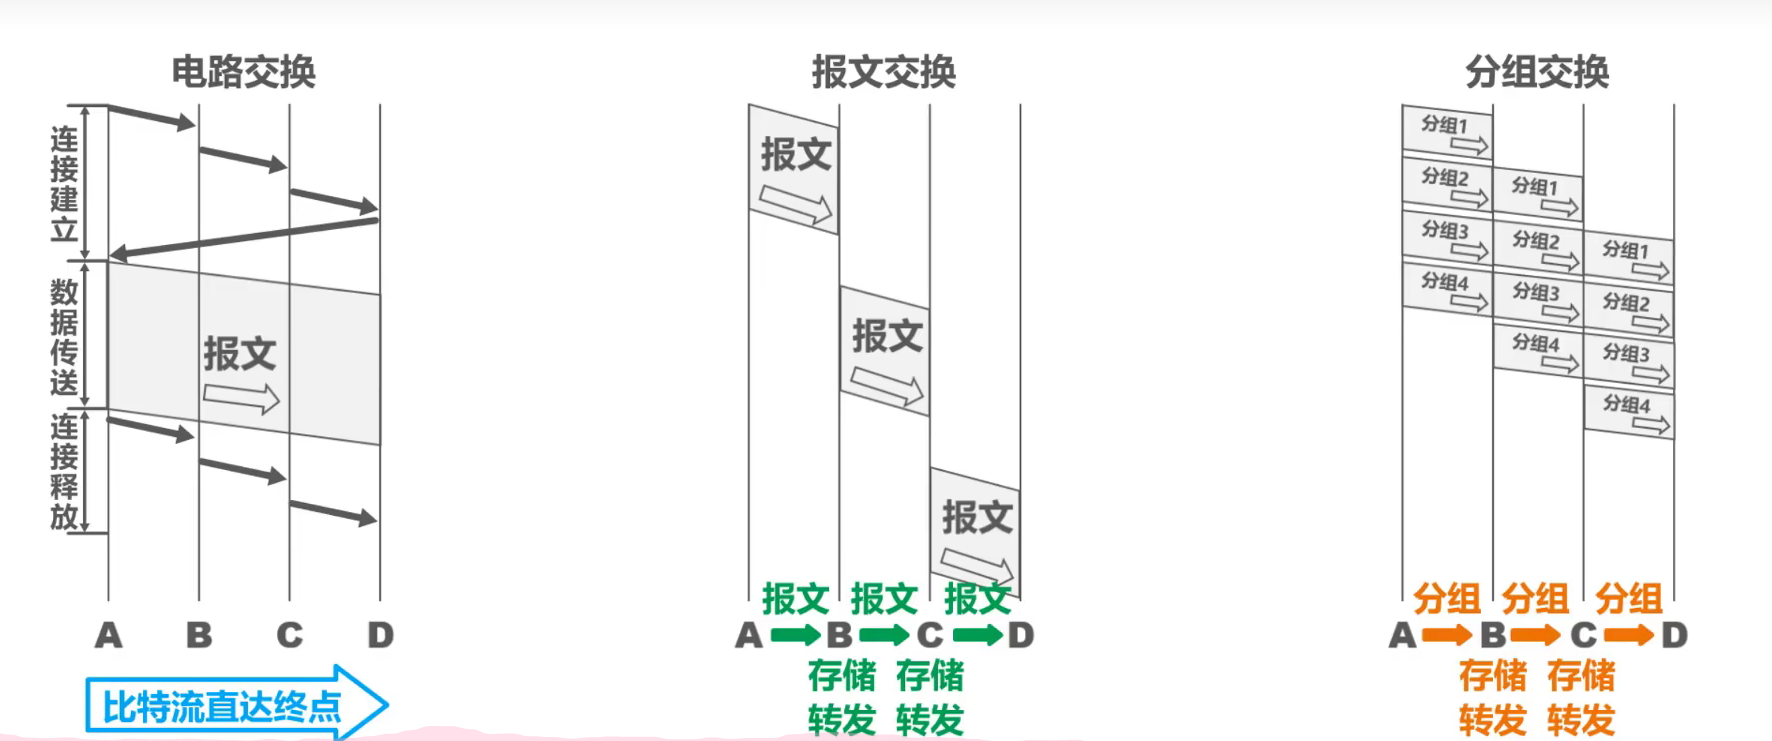 电路交换
连接建立
数据传送
连接释放
报文
A B C D
比特流直达终点
报文交换
报文
报文
报文
报文 报文 报文
A B C D
存储 存储
转发 转发
分组交换
分组1
分组2 分组1
分组3 分组2 分组1
分组4 分组3 分组2
分组4 分组3
分组4
分组 分组 分组
A B C D
存储 存储
转发 转发